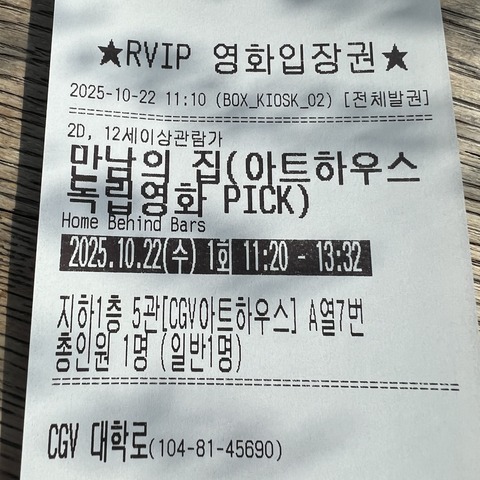 ★RVIP 영화입장권★
2025-10-22 11:10 (BOX_KIOSK_02) [전체발권]
2D, 12세이상관람가
만남의 집(아트하우스
독립영화 PICK)
Home Behind Bars
2025.10.22(수) 1회 11:20 - 13:32
지하1층 5관[CGV아트하우스] A열7번
총인원 1명 (일반1명)
CGV 대학로(104-81-45690)